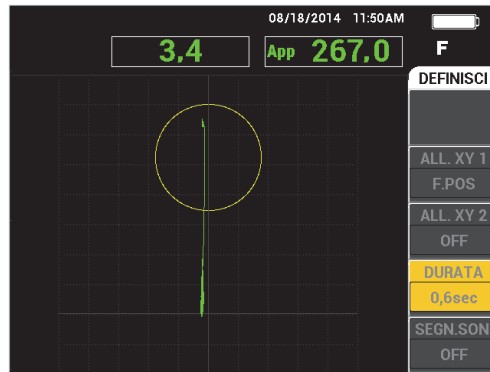 08/18/2014 11:50AM
3,4
App 267,0
F
DEFINISCI
ALL. XY 1
F.POS
ALL. XY 2
OFF
DURATA
0,6sec
SEGN.SON
OFF